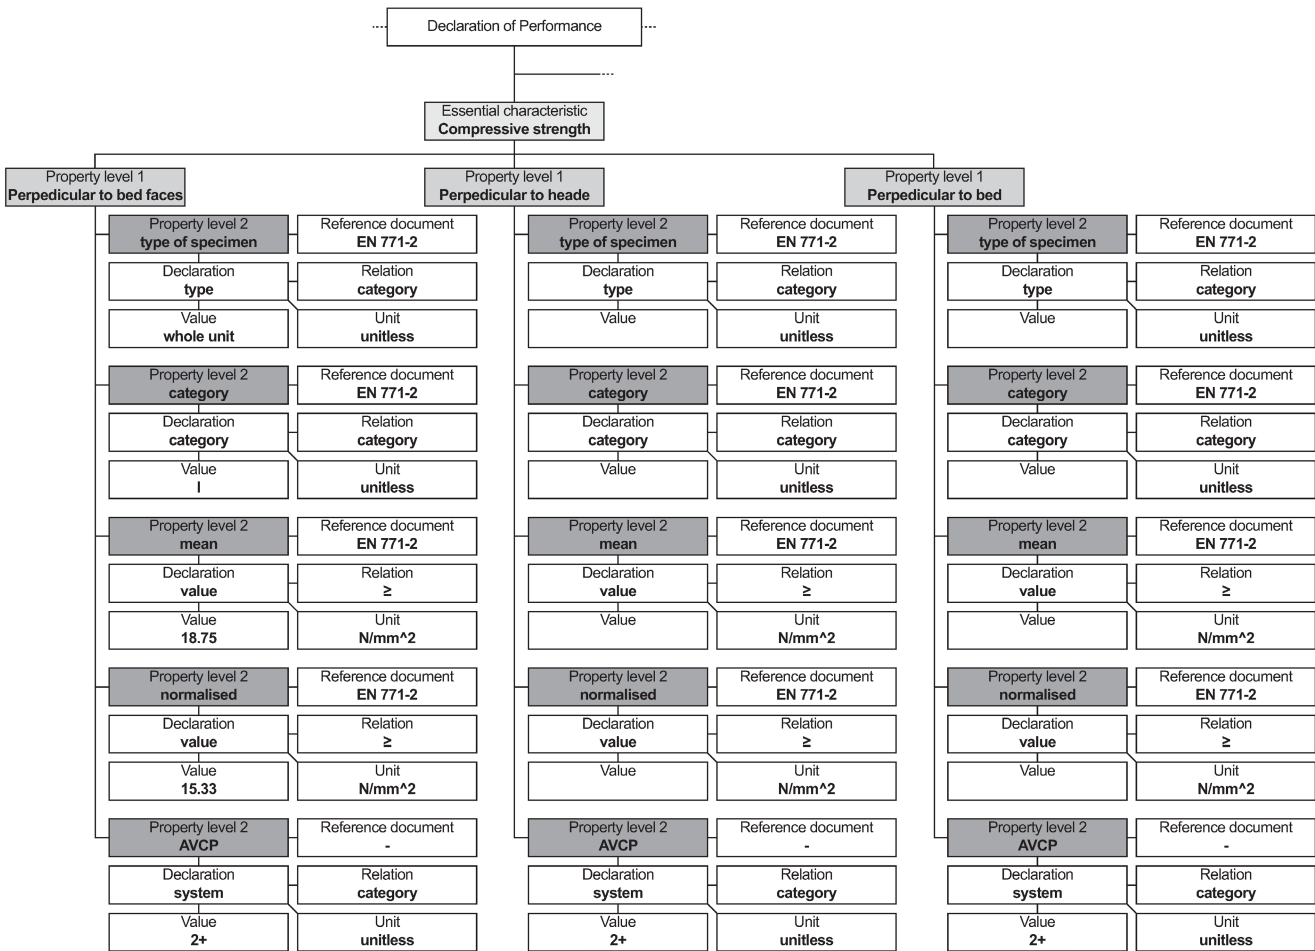 Declaration of Performance
Essential characteristic
Compressive strength
Property level 1
Perpedicular to bed faces
Property level 2
type of specimen
Reference document
EN 771-2
Declaration
type
Relation
category
Value
whole unit
Unit
unitless
Property level 2
category
Reference document
EN 771-2
Declaration
category
Relation
category
Value
I
Unit
unitless
Property level 2
mean
Reference document
EN 771-2
Declaration
value
Relation
≥
Value
18.75
Unit
N/mm^2
Property level 2
normalised
Reference document
EN 771-2
Declaration
value
Relation
≥
Value
15.33
Unit
N/mm^2
Property level 2
AVCP
Reference document
-
Declaration
system
Relation
category
Value
2+
Unit
unitless
Property level 1
Perpedicular to heade
Property level 2
type of specimen
Reference document
EN 771-2
Declaration
type
Relation
category
Value
Unit
unitless
Property level 2
category
Reference document
EN 771-2
Declaration
category
Relation
category
Value
Unit
unitless
Property level 2
mean
Reference document
EN 771-2
Declaration
value
Relation
≥
Value
Unit
N/mm^2
Property level 2
normalised
Reference document
EN 771-2
Declaration
value
Relation
≥
Value
Unit
N/mm^2
Property level 2
AVCP
Reference document
-
Declaration
system
Relation
category
Value
2+
Unit
unitless
Property level 1
Perpedicular to bed
Property level 2
type of specimen
Reference document
EN 771-2
Declaration
type
Relation
category
Value
Unit
unitless
Property level 2
category
Reference document
EN 771-2
Declaration
category
Relation
category
Value
Unit
unitless
Property level 2
mean
Reference document
EN 771-2
Declaration
value
Relation
≥
Value
Unit
N/mm^2
Property level 2
normalised
Reference document
EN 771-2
Declaration
value
Relation
≥
Value
Unit
N/mm^2
Property level 2
AVCP
Reference document
-
Declaration
system
Relation
category
Value
2+
Unit
unitless